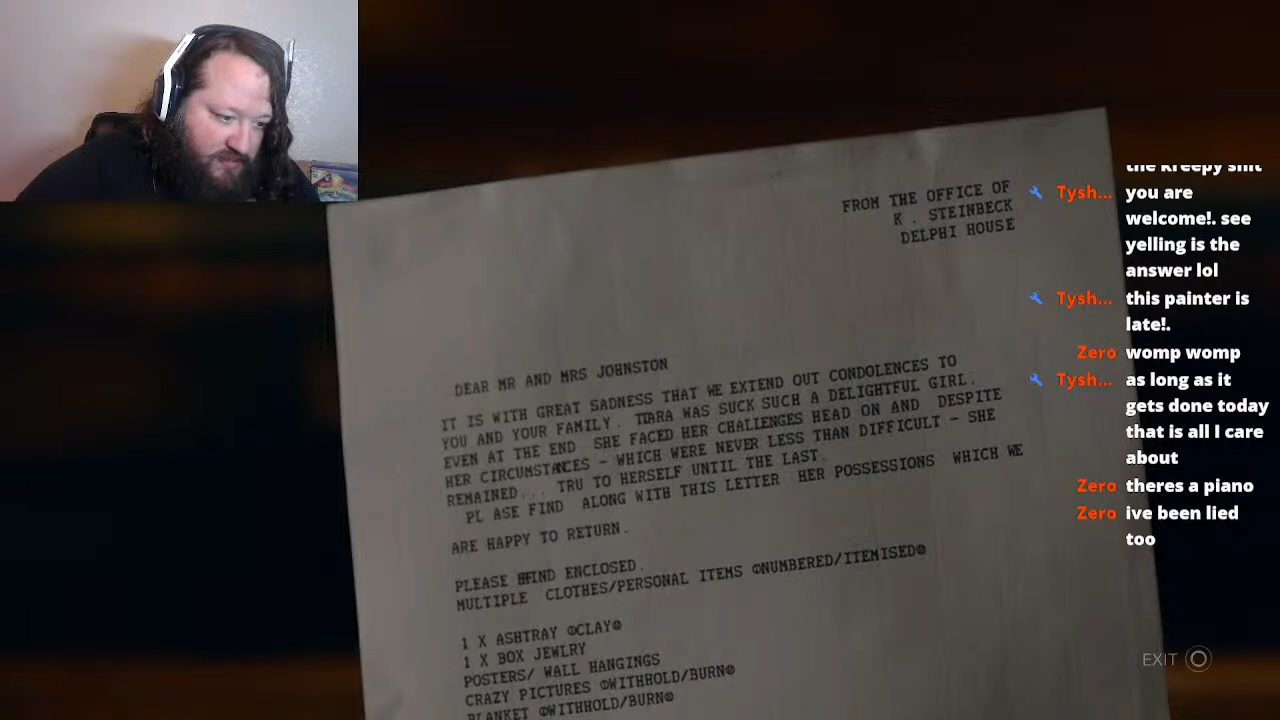 FROM THE OFFICE OF
K . STEINBECK
DELPHI HOUSE
DEAR MR AND MRS JOHNSTON
IT IS WITH GREAT SADNESS THAT WE EXTEND OUT CONDOLENCES TO
YOU AND YOUR FAMILY . TIARA WAS SUCK SUCH A DELIGHTFUL GIRL.
EVEN AT THE END SHE FACED HER CHALLENGES HEAD ON AND DESPITE
HER CIRCUMSTANCES - WHICH WERE NEVER LESS THAN DIFFICULT - SHE
REMAINED... TRU TO HERSELF UNTIL THE LAST.
PL ASE FIND ALONG WITH THIS LETTER HER POSSESSIONS WHICH WE
ARE HAPPY TO RETURN.
PLEASE FIND ENCLOSED.
MULTIPLE CLOTHES/PERSONAL ITEMS NUMBERED/ITEMISED
1 X ASHTRAY CLAY
1 X BOX JEWLRY
POSTERS/ WALL HANGINGS
CRAZY PICTURES WITHHOLD/BURN
BLANKET WITHHOLD/BURN
EXIT
the kreepy shit
Tysh... you are
welcome!. see
yelling is the
answer lol
Tysh... this painter is
late!.
Zero womp womp
Tysh... as long as it
gets done today
that is all I care
about
Zero theres a piano
Zero ive been lied
too